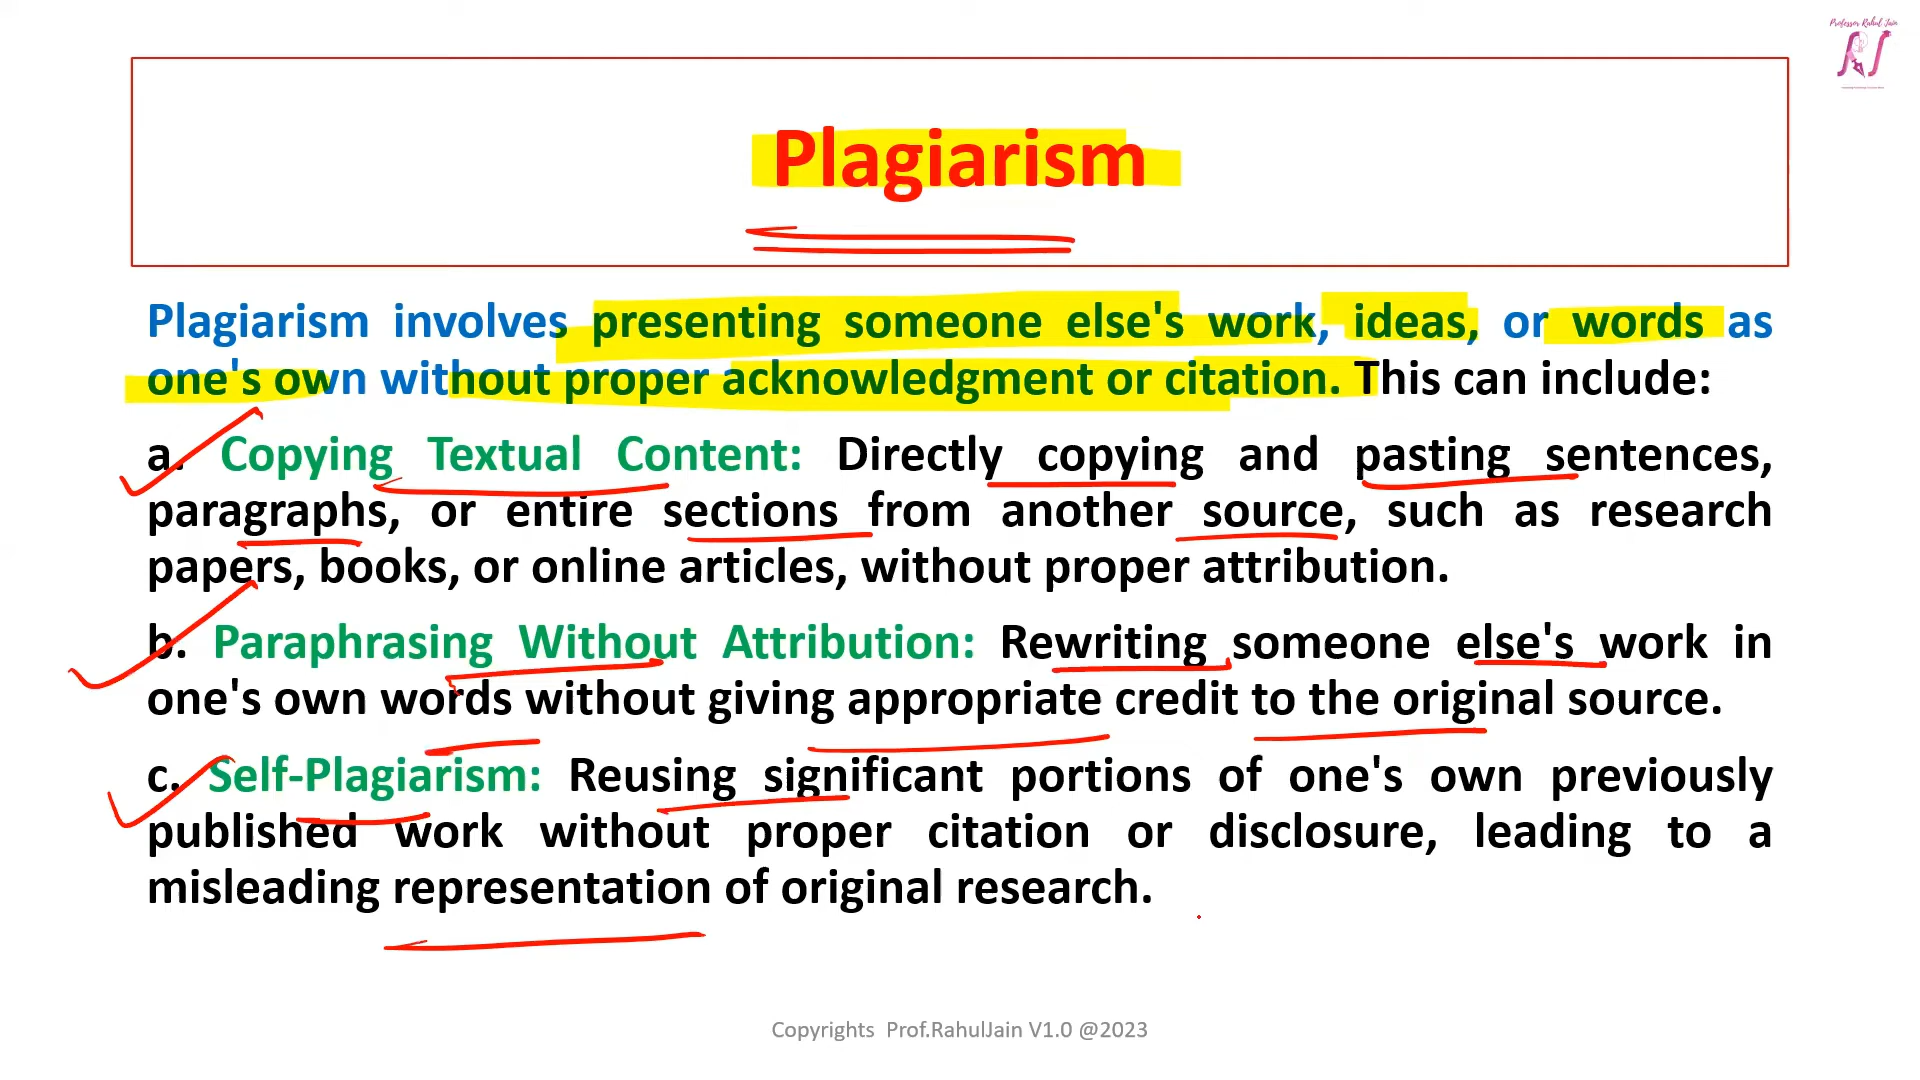 Professor Rahul Jain
Plagiarism
Plagiarism involves presenting someone else's work, ideas, or words as
one's own without proper acknowledgment or citation. This can include:
a. Copying Textual Content: Directly copying and pasting sentences,
paragraphs, or entire sections from another source, such as research
papers, books, or online articles, without proper attribution.
b. Paraphrasing Without Attribution: Rewriting someone else's work in
one's own words without giving appropriate credit to the original source.
c. Self-Plagiarism: Reusing significant portions of one's own previously
published work without proper citation or disclosure, leading to a
misleading representation of original research.
Copyrights Prof.RahulJain V1.0 @2023